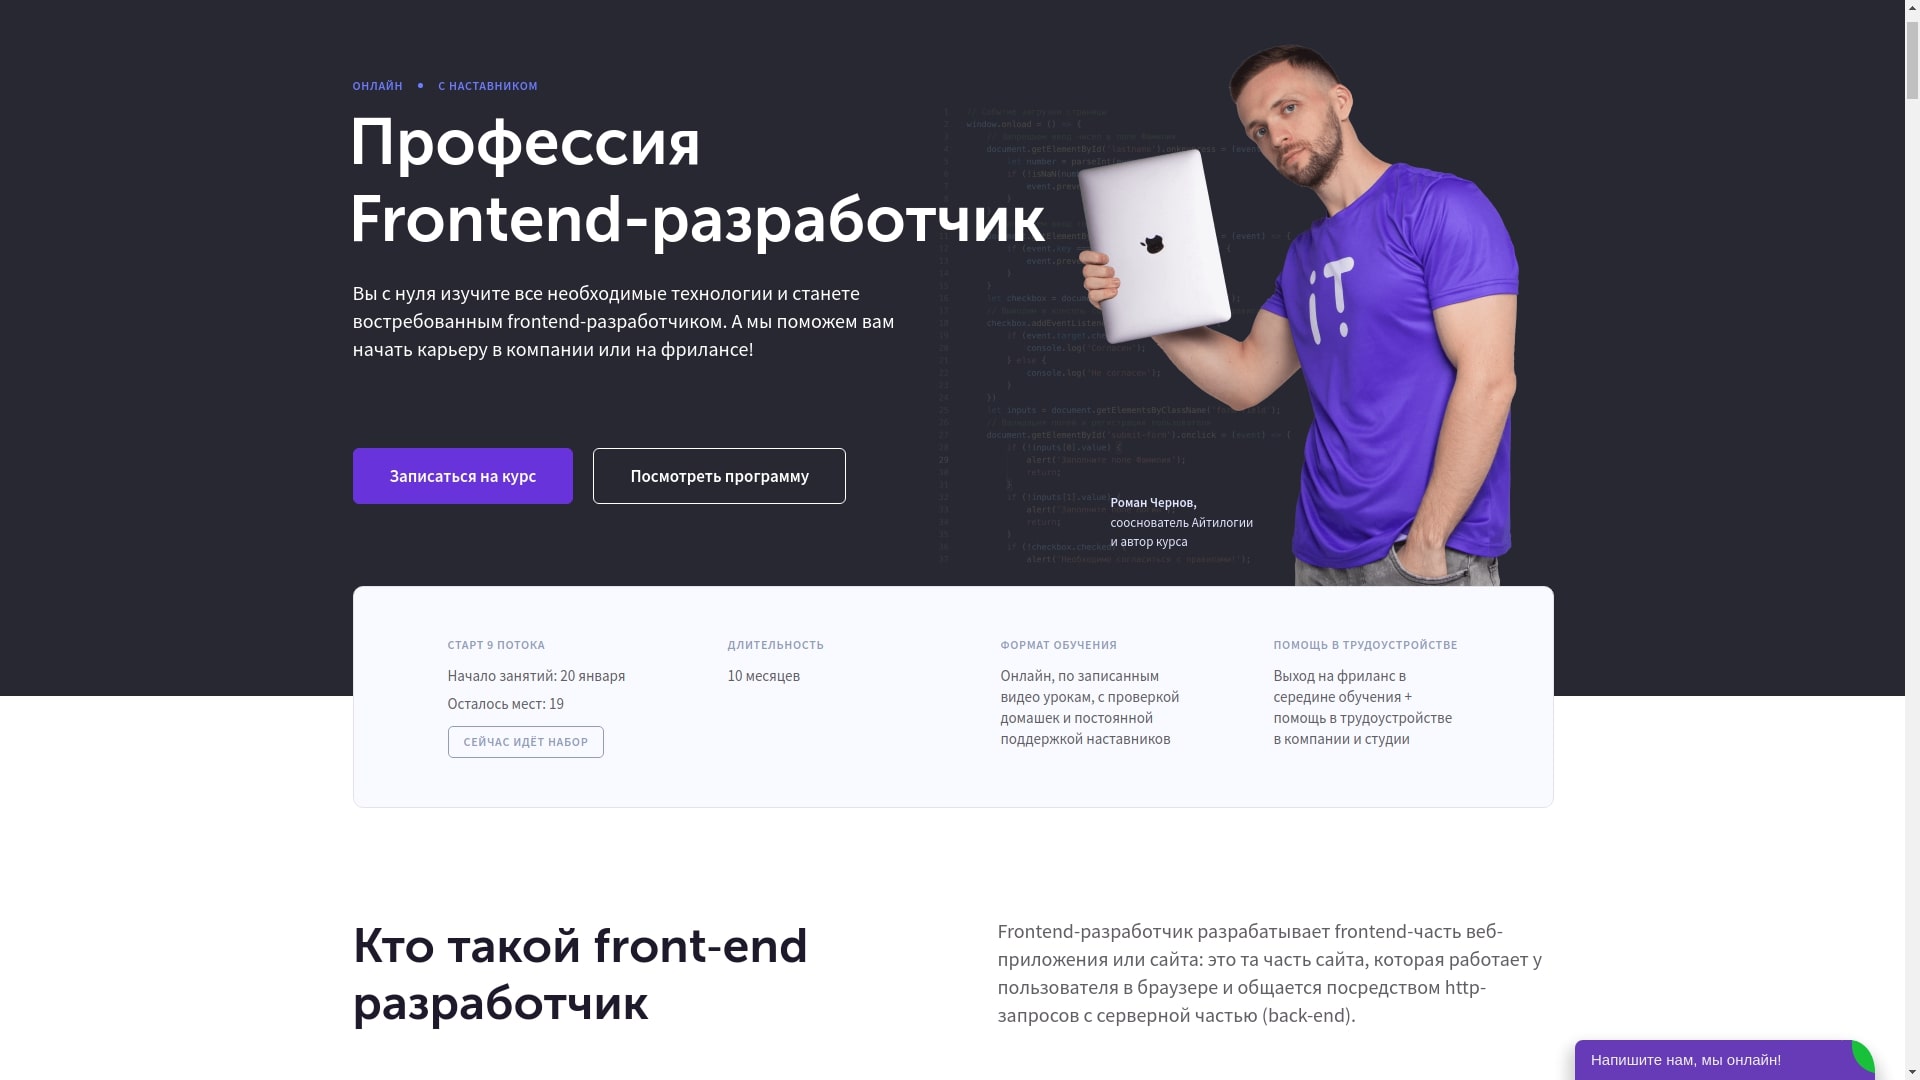 ОНЛАЙН • С НАСТАВНИКОМ
Профессия
Frontend-разработчик
Вы с нуля изучите все необходимые технологии и станете
востребованным frontend-разработчиком. А мы поможем вам
начать карьеру в компании или на фрилансе!
Записаться на курс
Посмотреть программу
iT
Роман Чернов,
сооснователь Айтилогии
и автор курса
СТАРТ 9 ПОТОКА
Начало занятий: 20 января
Осталось мест: 19
СЕЙЧАС ИДЁТ НАБОР
ДЛИТЕЛЬНОСТЬ
10 месяцев
ФОРМАТ ОБУЧЕНИЯ
Онлайн, по записанным
видео урокам, с проверкой
домашек и постоянной
поддержкой наставников
ПОМОЩЬ В ТРУДОУСТРОЙСТВЕ
Выход на фриланс в
середине обучения +
помощь в трудоустройстве
в компании и студии
Кто такой front-end
разработчик
Frontend-разработчик разрабатывает frontend-часть веб-
приложения или сайта: это та часть сайта, которая работает у
пользователя в браузере и общается посредством http-
запросов с серверной частью (back-end).
Напишите нам, мы онлайн!